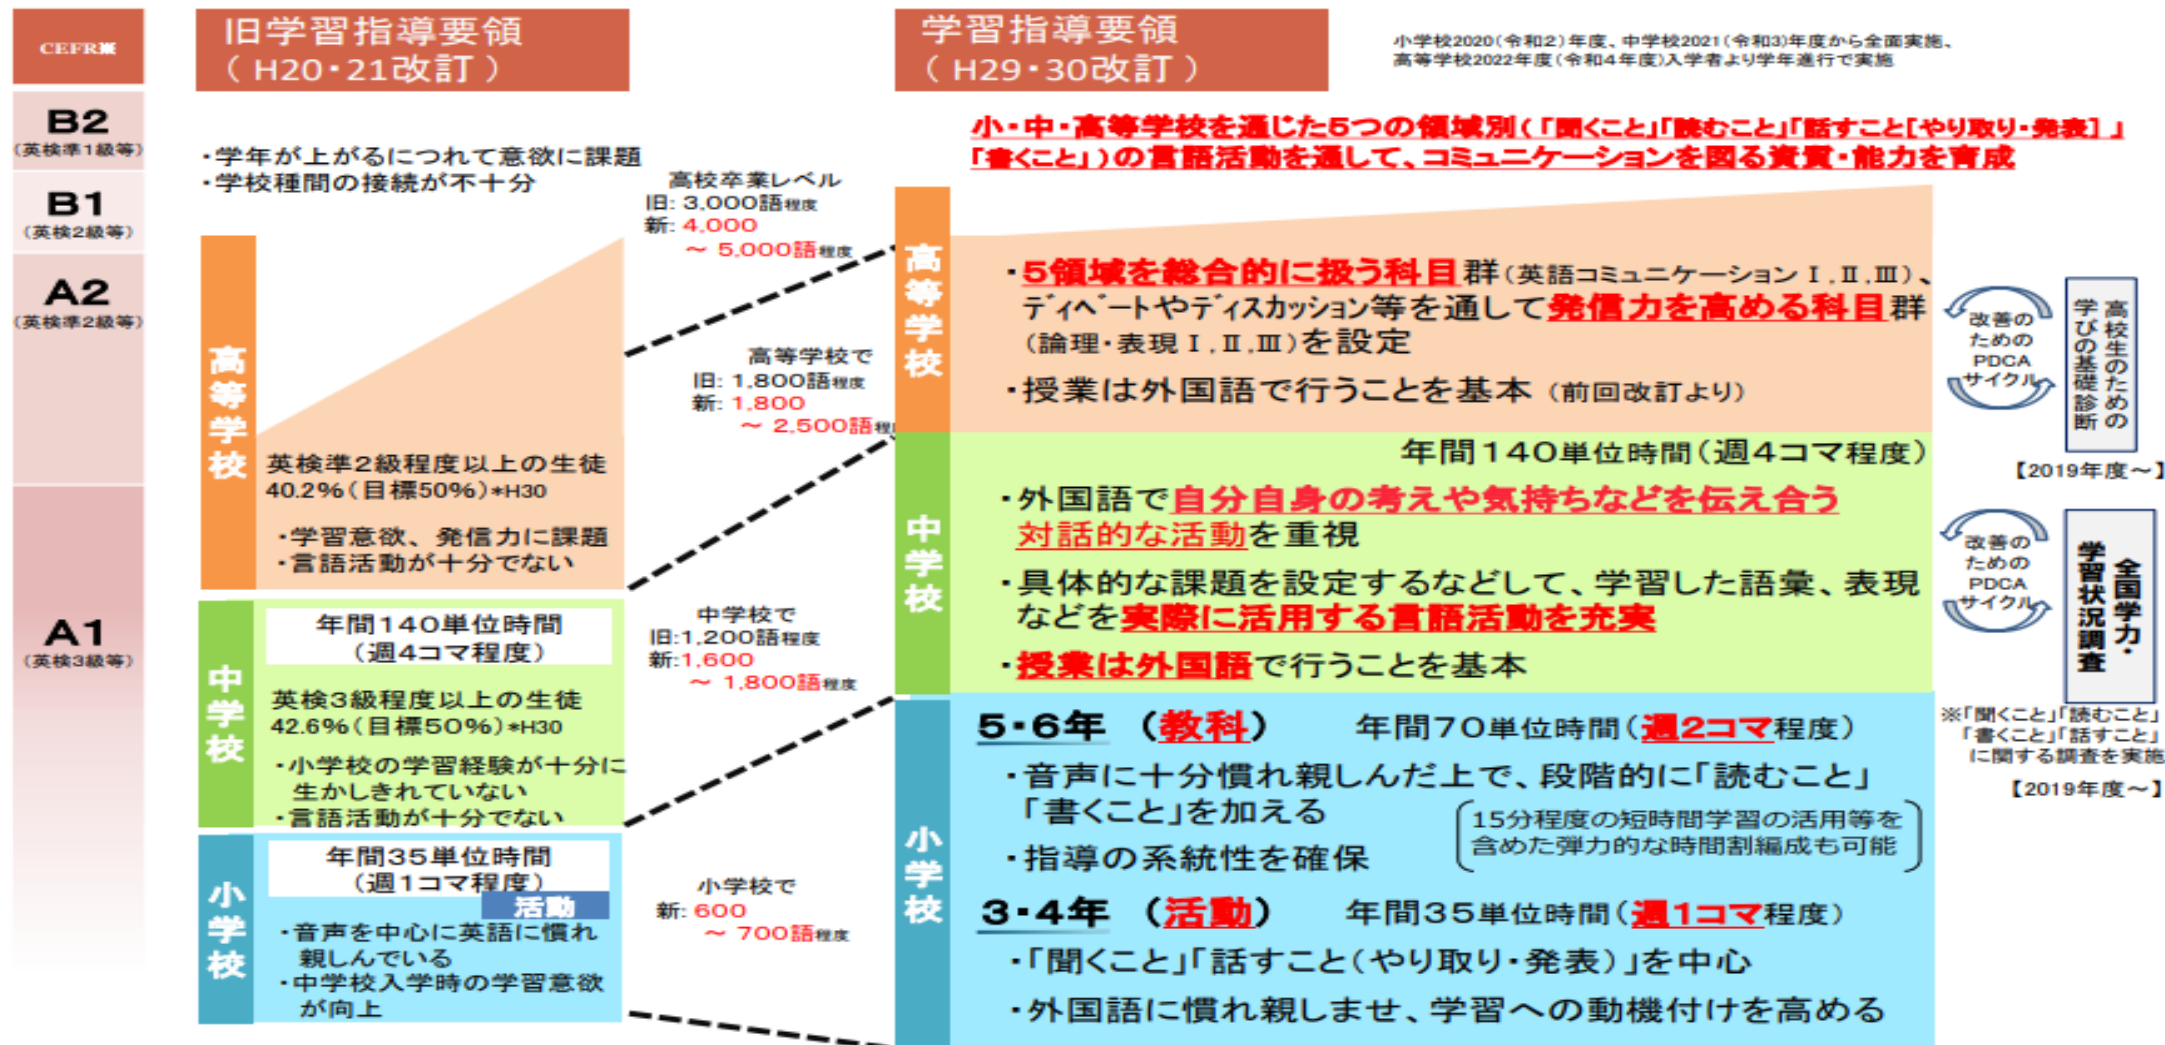 CEFR※
B2
(英検準1級等)
B1
(英検2級等)
A2
(英検準2級等)
A1
(英検3級等)
旧学習指導要領
(H20・21改訂)
・学年が上がるにつれて意欲に課題
・学校種間の接続が不十分
高等学校
英検準2級程度以上の生徒
40.2%(目標50%)*H30
・学習意欲、発信力に課題
・言語活動が十分でない
中学校
年間140単位時間
(週4コマ程度)
英検3級程度以上の生徒
42.6%(目標50%)*H30
・小学校の学習経験が十分に
生かしきれていない
・言語活動が十分でない
小学校
年間35単位時間
(週1コマ程度)
活動
・音声を中心に英語に慣れ
親しんでいる
・中学校入学時の学習意欲
が向上
高校卒業レベル
旧:3,000語程度
新:4,000
~ 5,000語程度
高等学校で
旧:1,800語程度
新:1,800
~ 2,500語程
中学校で
旧:1,200語程度
新:1,600
~ 1,800語程度
小学校で
新:600
~ 700語程度
学習指導要領
(H29・30改訂)
小学校2020(令和2)年度、中学校2021(令和3)年度から全面実施、
高等学校2022年度(令和4年度)入学者より学年進行で実施
小・中・高等学校を通じた5つの領域別(「聞くこと」「読むこと」「話すこと[やり取り・発表]」
「書くこと」)の言語活動を通して、コミュニケーションを図る資質・能力を育成
高等学校
・5領域を総合的に扱う科目群(英語コミュニケーションⅠ,Ⅱ,Ⅲ)、
ディベートやディスカッション等を通して発信力を高める科目群
(論理・表現Ⅰ,Ⅱ,Ⅲ)を設定
・授業は外国語で行うことを基本(前回改訂より)
中学校
年間140単位時間(週4コマ程度)
・外国語で自分自身の考えや気持ちなどを伝え合う
対話的な活動を重視
・具体的な課題を設定するなどして、学習した語彙、表現
などを実際に活用する言語活動を充実
・授業は外国語で行うことを基本
小学校
5・6年 (教科) 年間70単位時間(週2コマ程度)
・音声に十分慣れ親しんだ上で、段階的に「読むこと」
「書くこと」を加える
・指導の系統性を確保
15分程度の短時間学習の活用等を
含めた弾力的な時間割編成も可能
3・4年 (活動) 年間35単位時間(週1コマ程度)
・「聞くこと」「話すこと(やり取り・発表)」を中心
・外国語に慣れ親しませ、学習への動機付けを高める
改善の
ための
PDCA
サイクル
高校生のための
学びの基礎診断
【2019年度~】
改善の
ための
PDCA
サイクル
全国学力・
学習状況調査
※「聞くこと」「読むこと」
「書くこと」「話すこと」
に関する調査を実施
【2019年度~】